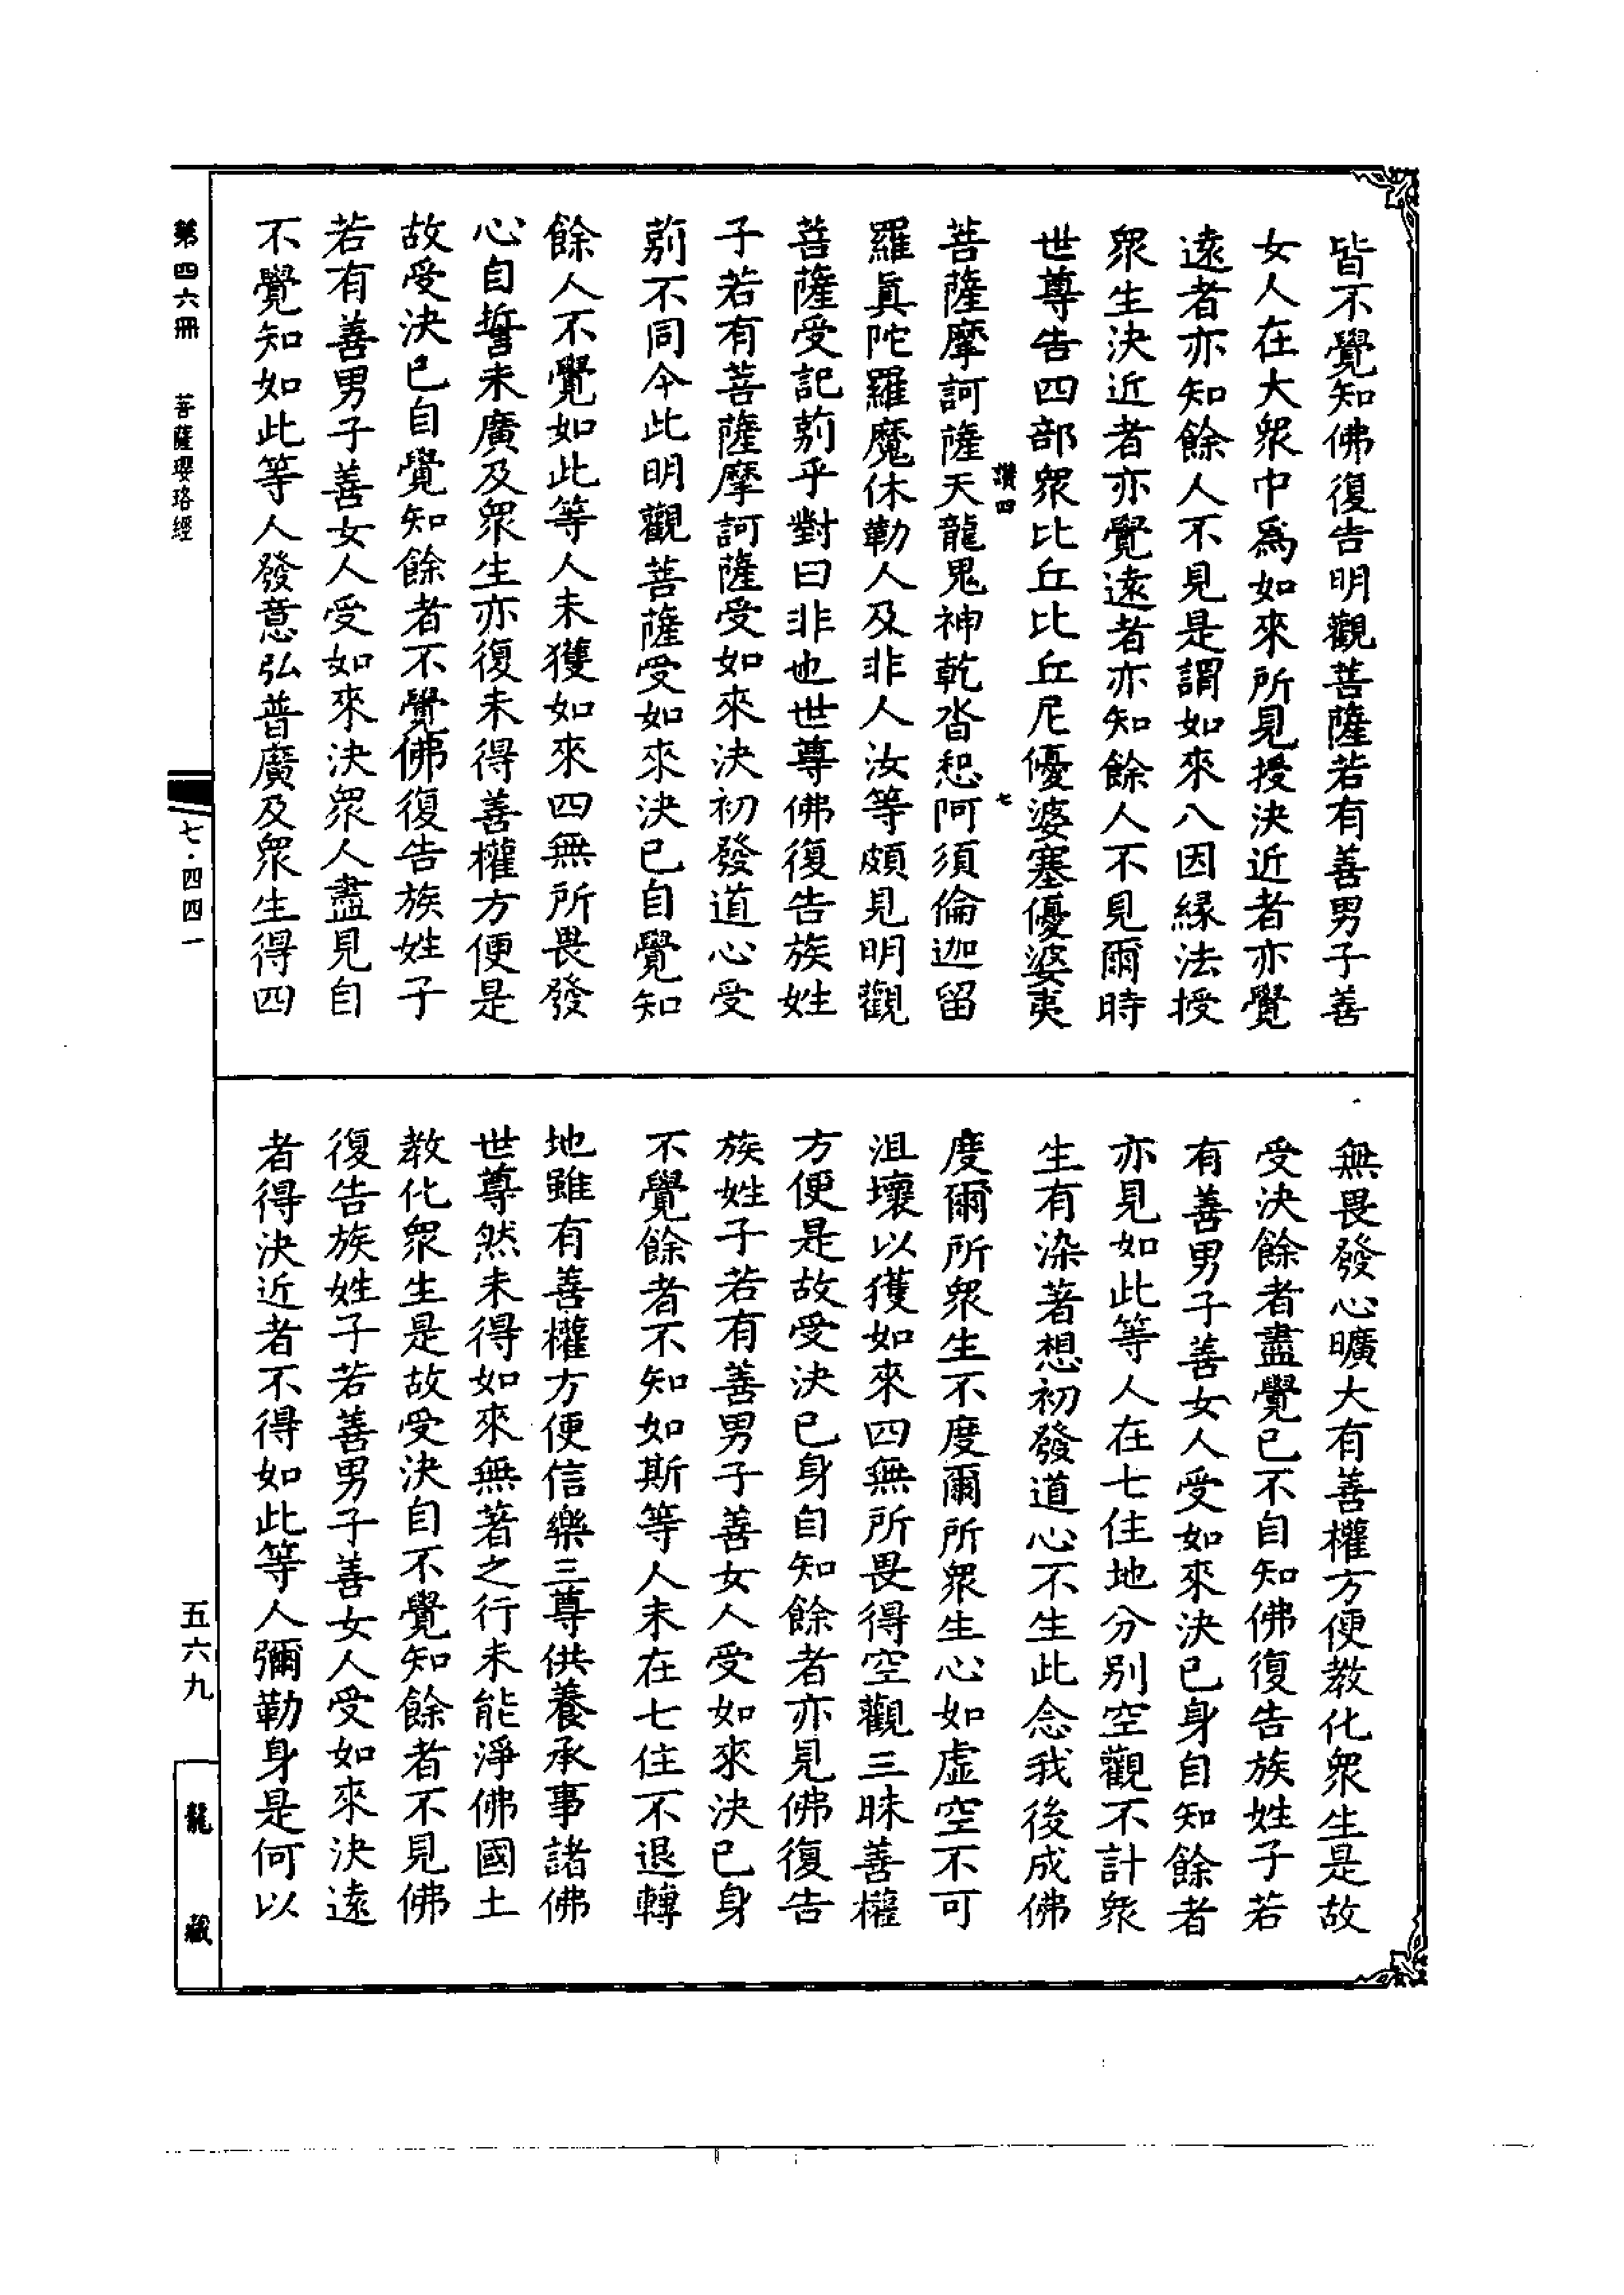 皆不覺知佛復告明觀菩薩若有善男子善
女人在大衆中爲如來所見授決近者亦覺
遠者亦知餘人不見是謂如來八因緣法授
衆生決近者亦覺遠者亦知餘人不見爾時
世尊告四部衆比丘比丘尼優婆塞優婆夷
讚四 七
菩薩摩訶薩天龍鬼神乾沓惒阿須倫迦留
羅眞陀羅魔休勒人及非人汝等頗見明觀
菩薩受記莂乎對曰非也世尊佛復告族姓
子若有菩薩摩訶薩受如來決初發道心受
莂不同今此明觀菩薩受如來決已自覺知
餘人不覺如此等人未獲如來四無所畏發
心自誓未廣及衆生亦復未得善權方便是
故受決已自覺知餘者不覺佛復告族姓子
若有善男子善女人受如來決衆人盡見自
不覺知如此等人發意弘普廣及衆生得四
無畏發心曠大有善權方便教化衆生是故
受決餘者盡覺已不自知佛復告族姓子若
有善男子善女人受如來決已身自知餘者
亦見如此等人在七住地分别空觀不計衆
生有染著想初發道心不生此念我後成佛
度爾所衆生不度爾所衆生心如虛空不可
沮壞以獲如來四無所畏得空觀三昧善權
方便是故受決已身自知餘者亦見佛復告
族姓子若有善男子善女人受如來決已身
不覺餘者不知如斯等人未在七住不退轉
地雖有善權方便信樂三尊供養承事諸佛
世尊然未得如來無著之行未能淨佛國土
教化衆生是故受決自不覺知餘者不見佛
復告族姓子若善男子善女人受如來決遠
者得決近者不得如此等人彌勒身是何以
第四六冊 菩薩瓔珞經
七·四四一
五六九
龍藏